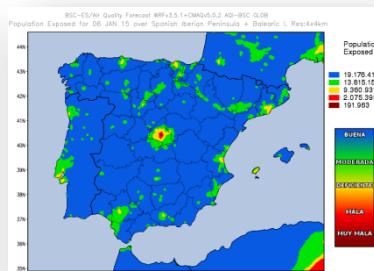 BSC-ES/Air Quality Forecast WRFv3.5.1+CMAQv5.0.2 AQI-BSC GLOB
Population Exposed for 06 JAN 15 over Spanish Iberian Peninsula + Balearic I. Res:4x4km
Populatio
Exposed
19.176.41
13.815.15
9.360.93
2.075.39
191.963
BUENA
MODERADA
DEFICIENTE
MALA
MUY MALA
44N
43N
42N
41N
40N
39N
38N
37N
36N
35N